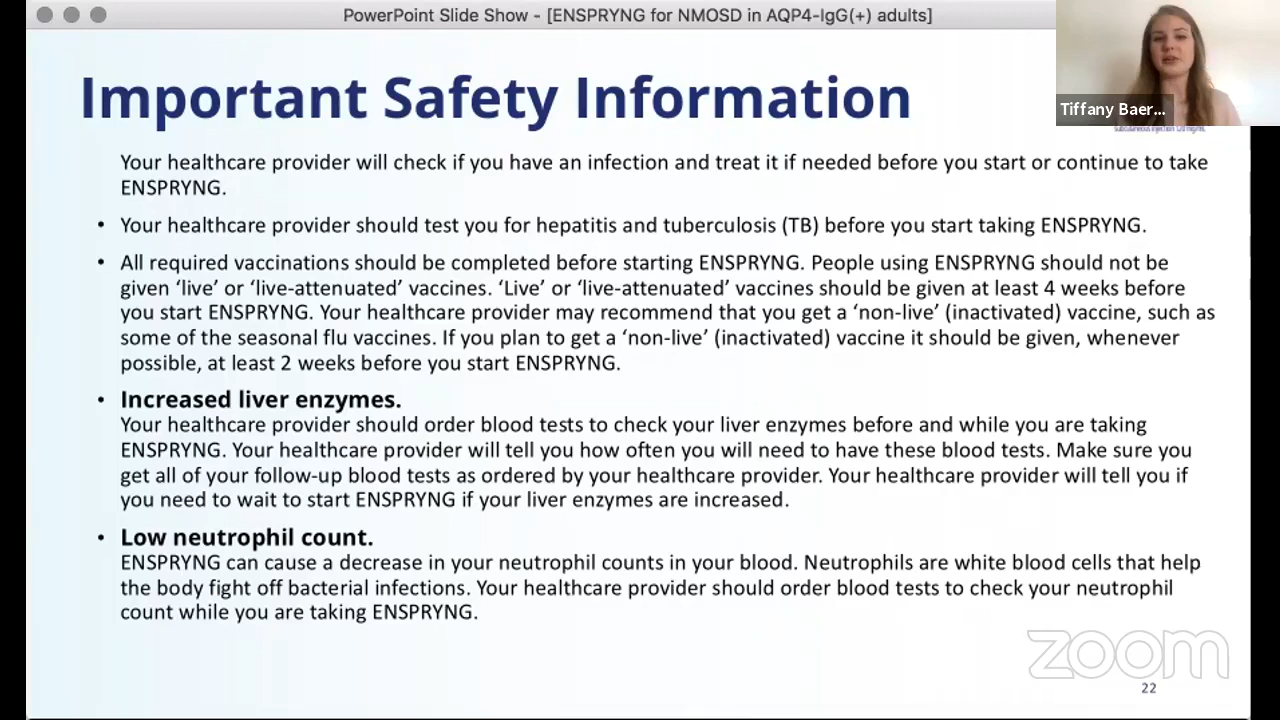 PowerPoint Slide Show - [ENSPRYNG for NMOSD in AQP4-IgG(+) adults]
Tiffany Baer...
Important Safety Information
Your healthcare provider will check if you have an infection and treat it if needed before you start or continue to take
ENSPRYNG.
• Your healthcare provider should test you for hepatitis and tuberculosis (TB) before you start taking ENSPRYNG.
• All required vaccinations should be completed before starting ENSPRYNG. People using ENSPRYNG should not be
given ‘live’ or ‘live-attenuated’ vaccines. ‘Live’ or ‘live-attenuated’ vaccines should be given at least 4 weeks before
you start ENSPRYNG. Your healthcare provider may recommend that you get a ‘non-live’ (inactivated) vaccine, such as
some of the seasonal flu vaccines. If you plan to get a ‘non-live’ (inactivated) vaccine it should be given, whenever
possible, at least 2 weeks before you start ENSPRYNG.
• Increased liver enzymes.
Your healthcare provider should order blood tests to check your liver enzymes before and while you are taking
ENSPRYNG. Your healthcare provider will tell you how often you will need to have these blood tests. Make sure you
get all of your follow-up blood tests as ordered by your healthcare provider. Your healthcare provider will tell you if
you need to wait to start ENSPRYNG if your liver enzymes are increased.
• Low neutrophil count.
ENSPRYNG can cause a decrease in your neutrophil counts in your blood. Neutrophils are white blood cells that help
the body fight off bacterial infections. Your healthcare provider should order blood tests to check your neutrophil
count while you are taking ENSPRYNG.
zoom
22